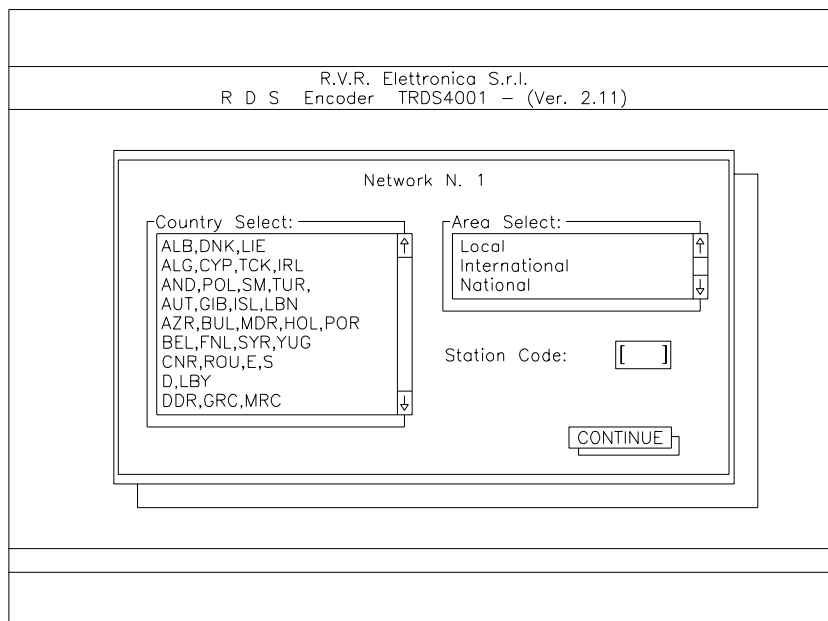 R.V.R. Elettronica S.r.l.
R D S Encoder TRDS4001 – (Ver. 2.11)
Network N. 1
Country Select:
ALB,DNK,LIE
ALG,CYP,TCK,IRL
AND,POL,SM,TUR,
AUT,GIB,ISL,LBN
AZR,BUL,MDR,HOL,POR
BEL,FNL,SYR,YUG
CNR,ROU,E,S
D,LBY
DDR,GRC,MRC
Area Select:
Local
International
National
Station Code: [ ]
CONTINUE